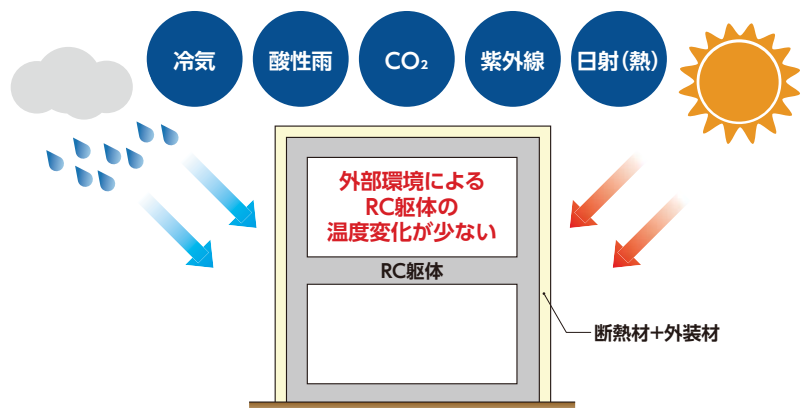 冷気
酸性雨
CO₂
紫外線
日射(熱)
外部環境による
RC躯体の
温度変化が少ない
RC躯体
断熱材+外装材